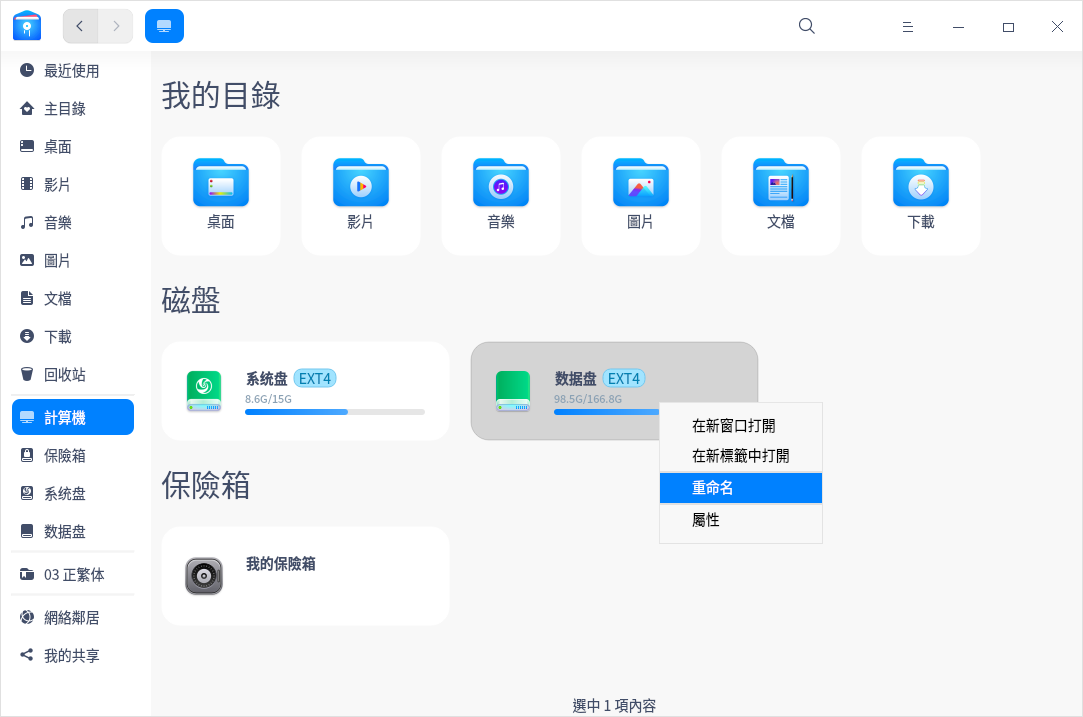 最近使用
主目錄
桌面
影片
音樂
圖片
文檔
下載
回收站
計算機
保險箱
系统盘
数据盘
03 正繁体
網絡鄰居
我的共享
我的目錄
桌面
影片
音樂
圖片
文檔
下載
磁盤
系统盘 EXT4
8.6G/15G
数据盘 EXT4
98.5G/166.8G
在新窗口打開
在新標籤中打開
重命名
屬性
保險箱
我的保險箱
選中 1 項內容